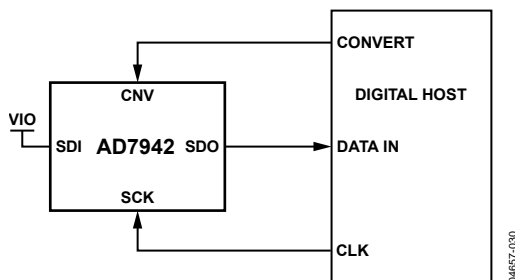 CONVERT
CNV
DIGITAL HOST
VIO
SDI AD7942 SDO
DATA IN
SCK
CLK
04657-030